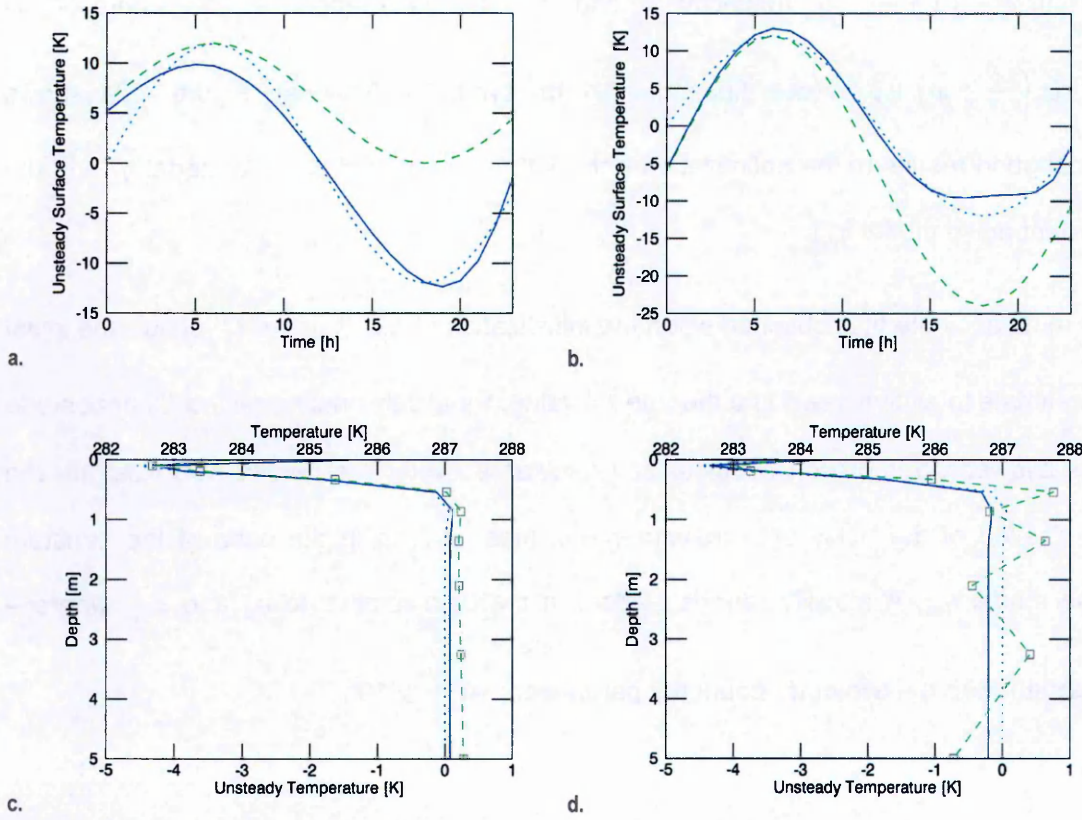 15
10
5
0
-5
-10
-15
0
5
10
15
20
Unsteady Surface Temperature [K]
Time [h]
a.
15
10
5
0
-5
-10
-15
-20
-25
0
5
10
15
20
Unsteady Surface Temperature [K]
Time [h]
b.
Temperature [K]
282 283 284 285 286 287 288
0
1
2
3
4
5
Depth [m]
-5 -4 -3 -2 -1 0 1
Unsteady Temperature [K]
c.
Temperature [K]
282 283 284 285 286 287 288
0
1
2
3
4
5
Depth [m]
-5 -4 -3 -2 -1 0 1
Unsteady Temperature [K]
d.